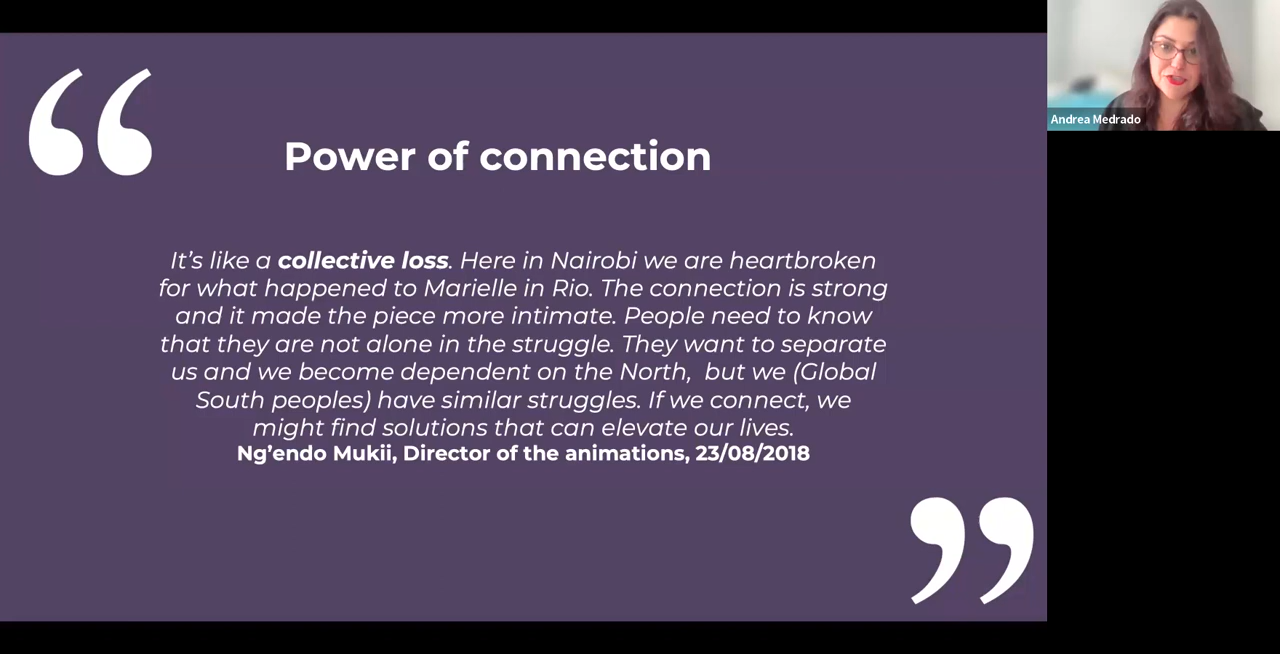 Power of connection
It’s like a collective loss. Here in Nairobi we are heartbroken
for what happened to Marielle in Rio. The connection is strong
and it made the piece more intimate. People need to know
that they are not alone in the struggle. They want to separate
us and we become dependent on the North,  but we (Global
South peoples) have similar struggles. If we connect, we
might find solutions that can elevate our lives.
Ng’endo Mukii, Director of the animations, 23/08/2018
Andrea Medrado